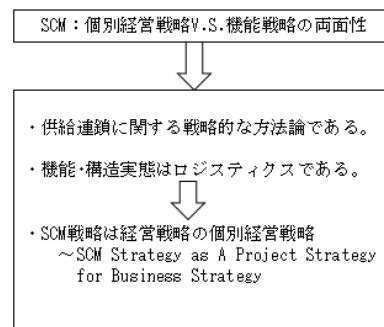 SCM：個別経営戦略V.S.機能戦略の両面性
・供給連鎖に関する戦略的な方法論である。
・機能・構造実態はロジスティクスである。
・SCM戦略は経営戦略の個別経営戦略
～SCM Strategy as A Project Strategy
for Business Strategy